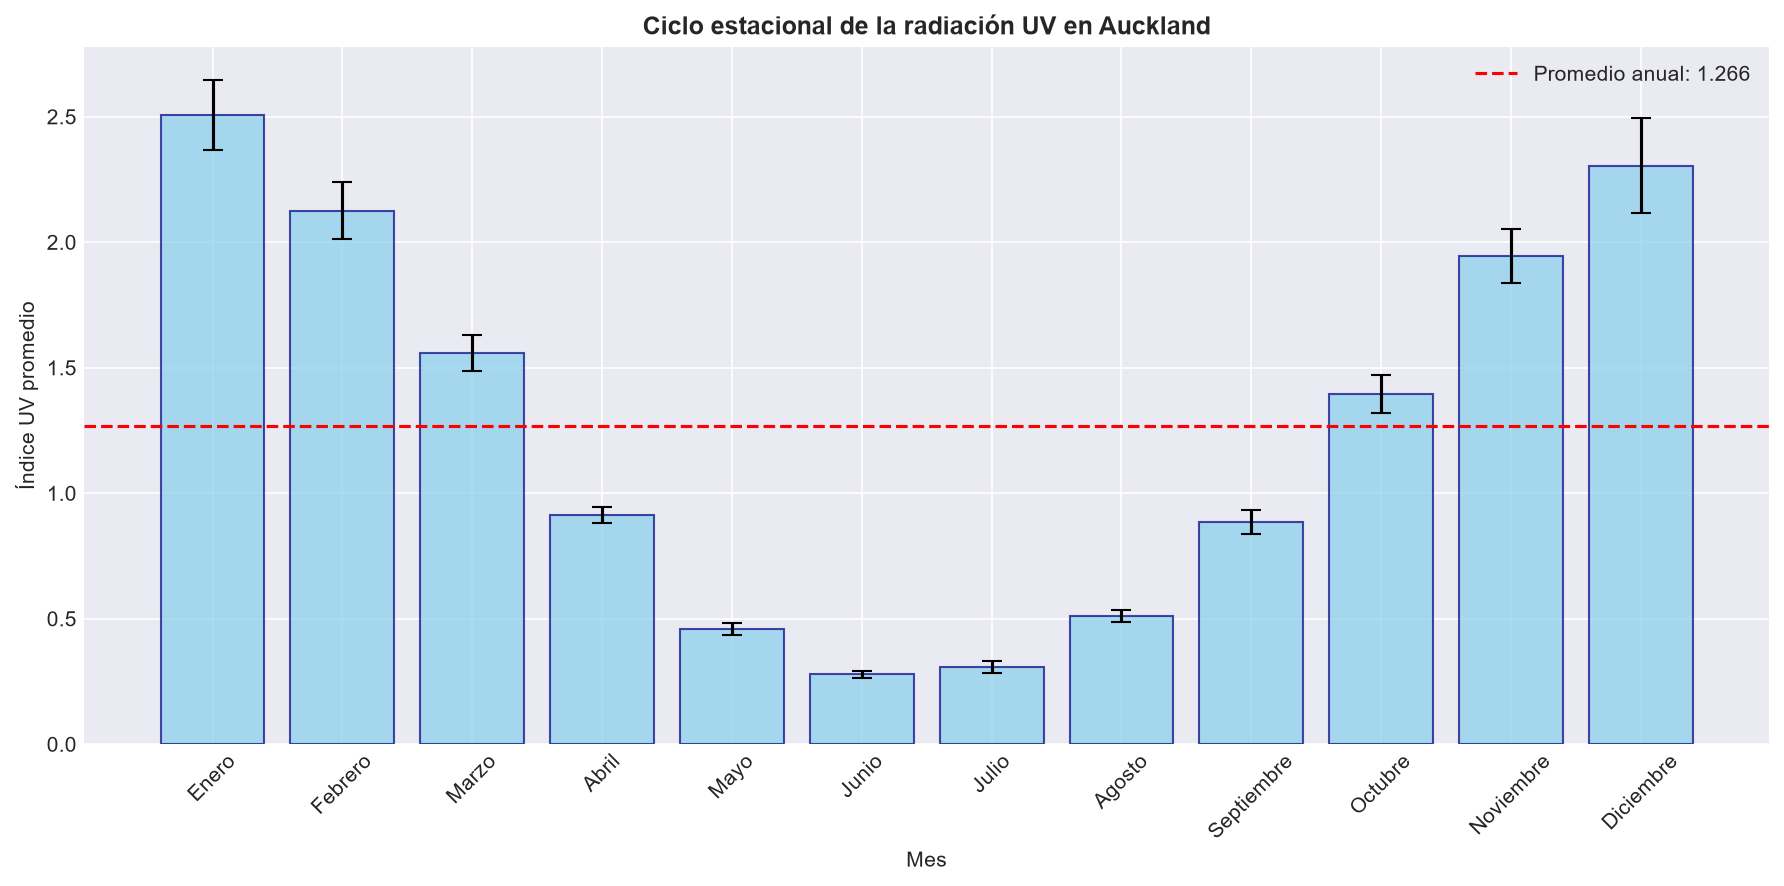 Ciclo estacional de la radiación UV en Auckland
Promedio anual: 1.266
Índice UV promedio
2.5
2.0
1.5
1.0
0.5
0.0
Enero
Febrero
Marzo
Abril
Mayo
Junio
Julio
Agosto
Septiembre
Octubre
Noviembre
Diciembre
Mes